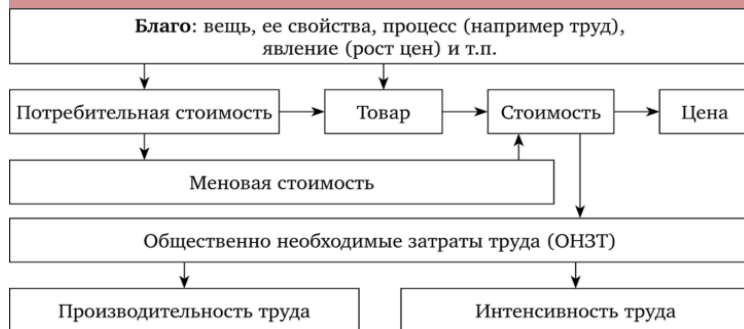 Благо: вещь, ее свойства, процесс (например труд),
явление (рост цен) и т.п.
Потребительная стоимость
Товар
Стоимость
Цена
Меновая стоимость
Общественно необходимые затраты труда (ОНЗТ)
Производительность труда
Интенсивность труда